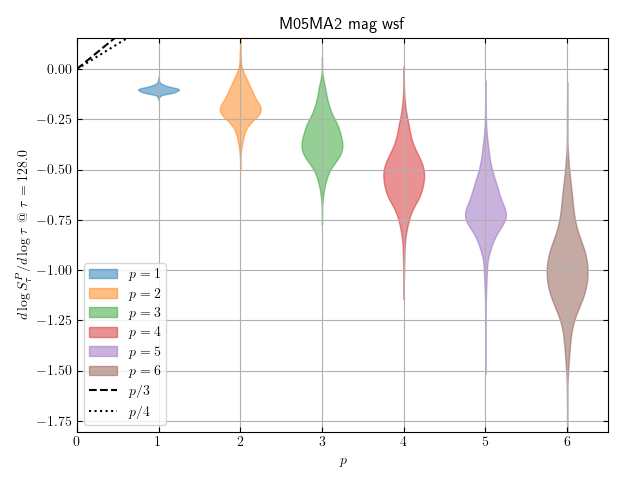 M05MA2 mag wsf
0.00
−0.25
−0.50
−0.75
−1.00
−1.25
−1.50
−1.75
d log S_τ^P / d log τ @ τ = 128.0
p = 1
p = 2
p = 3
p = 4
p = 5
p = 6
p/3
p/4
0 1 2 3 4 5 6
p